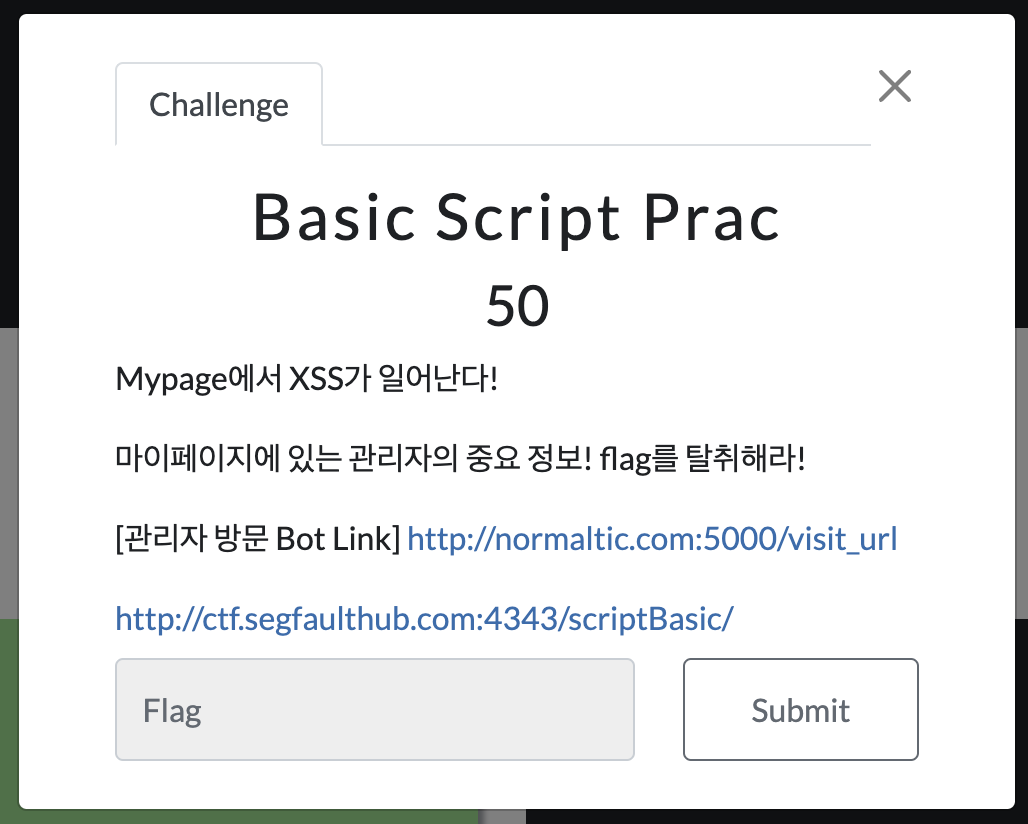 Challenge
Basic Script Prac
50
Mypage에서 XSS가 일어난다!
마이페이지에 있는 관리자의 중요 정보! flag를 탈취해라!
[관리자 방문 Bot Link] http://normaltic.com:5000/visit_url
http://ctf.segfaulthub.com:4343/scriptBasic/
Flag
Submit